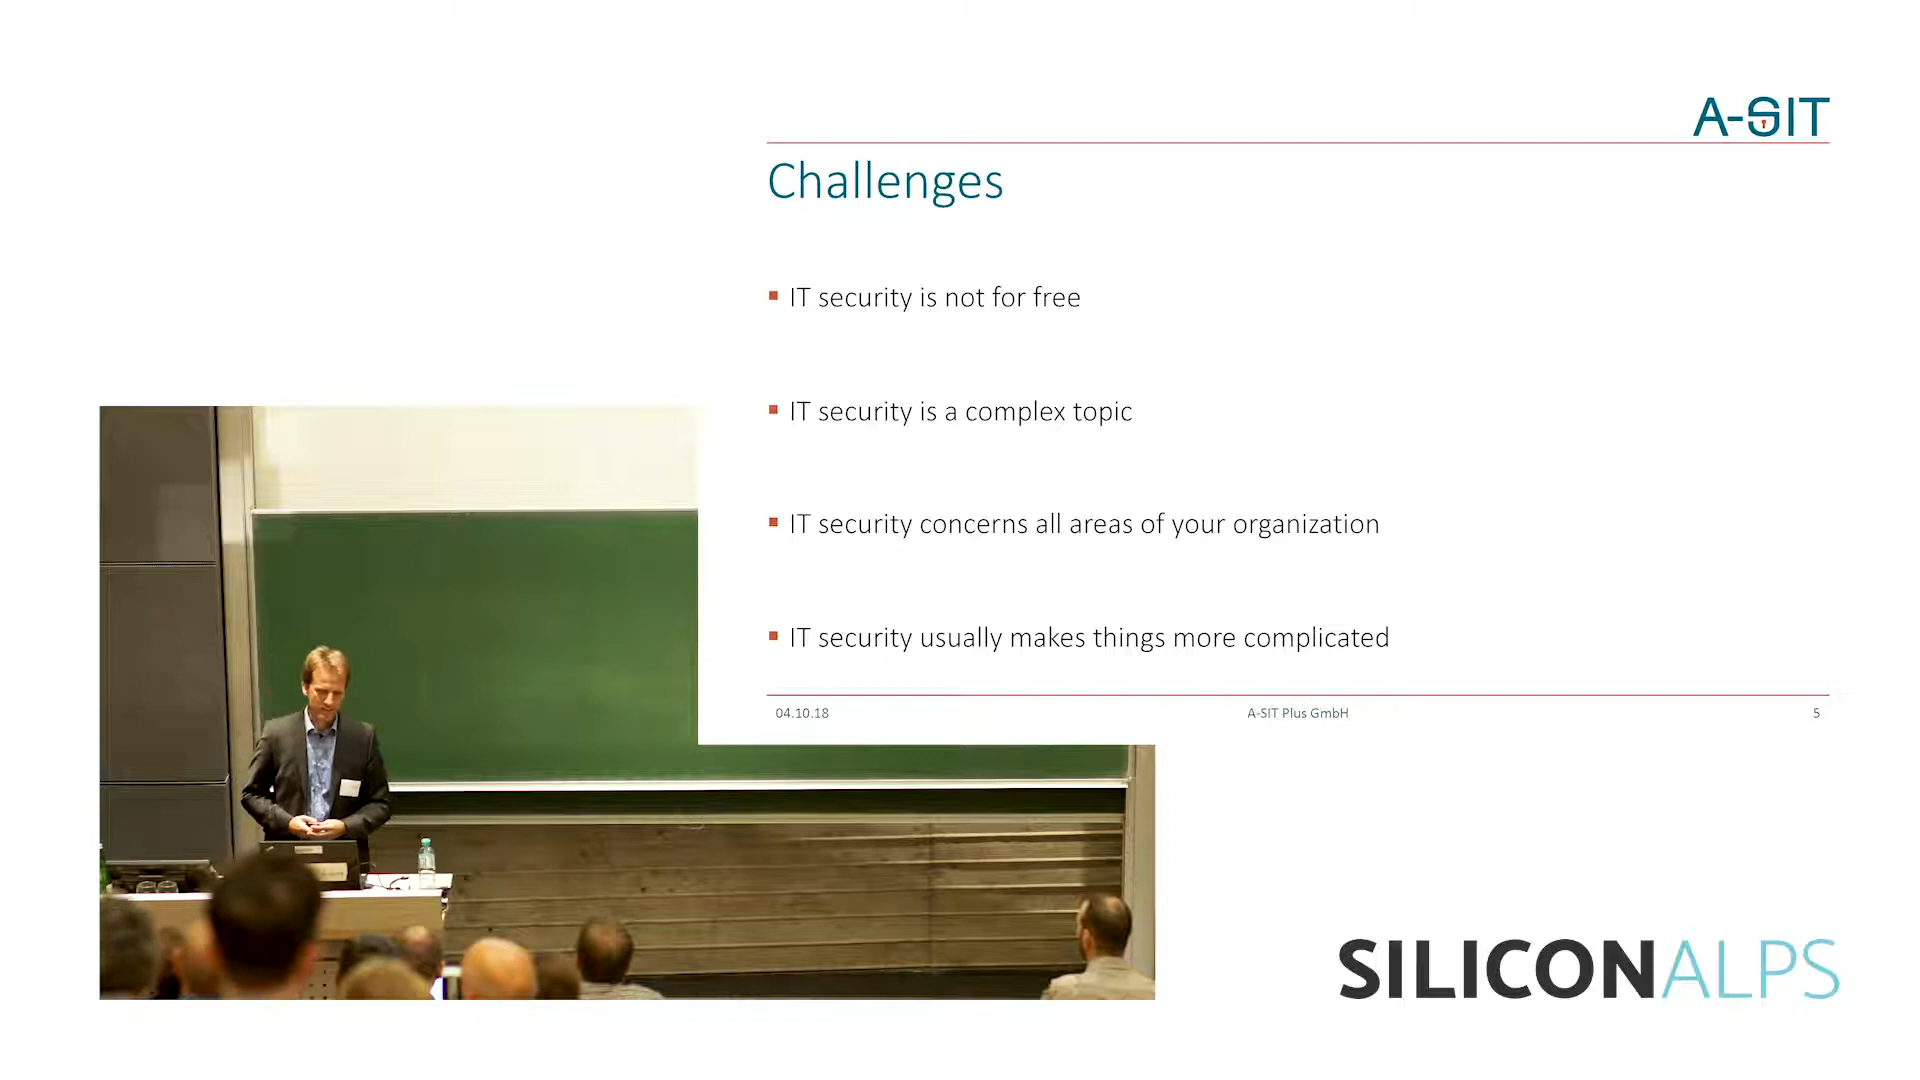 A-SIT
Challenges
IT security is not for free
IT security is a complex topic
IT security concerns all areas of your organization
IT security usually makes things more complicated
04.10.18
A-SIT Plus GmbH
5
SILICONALPS